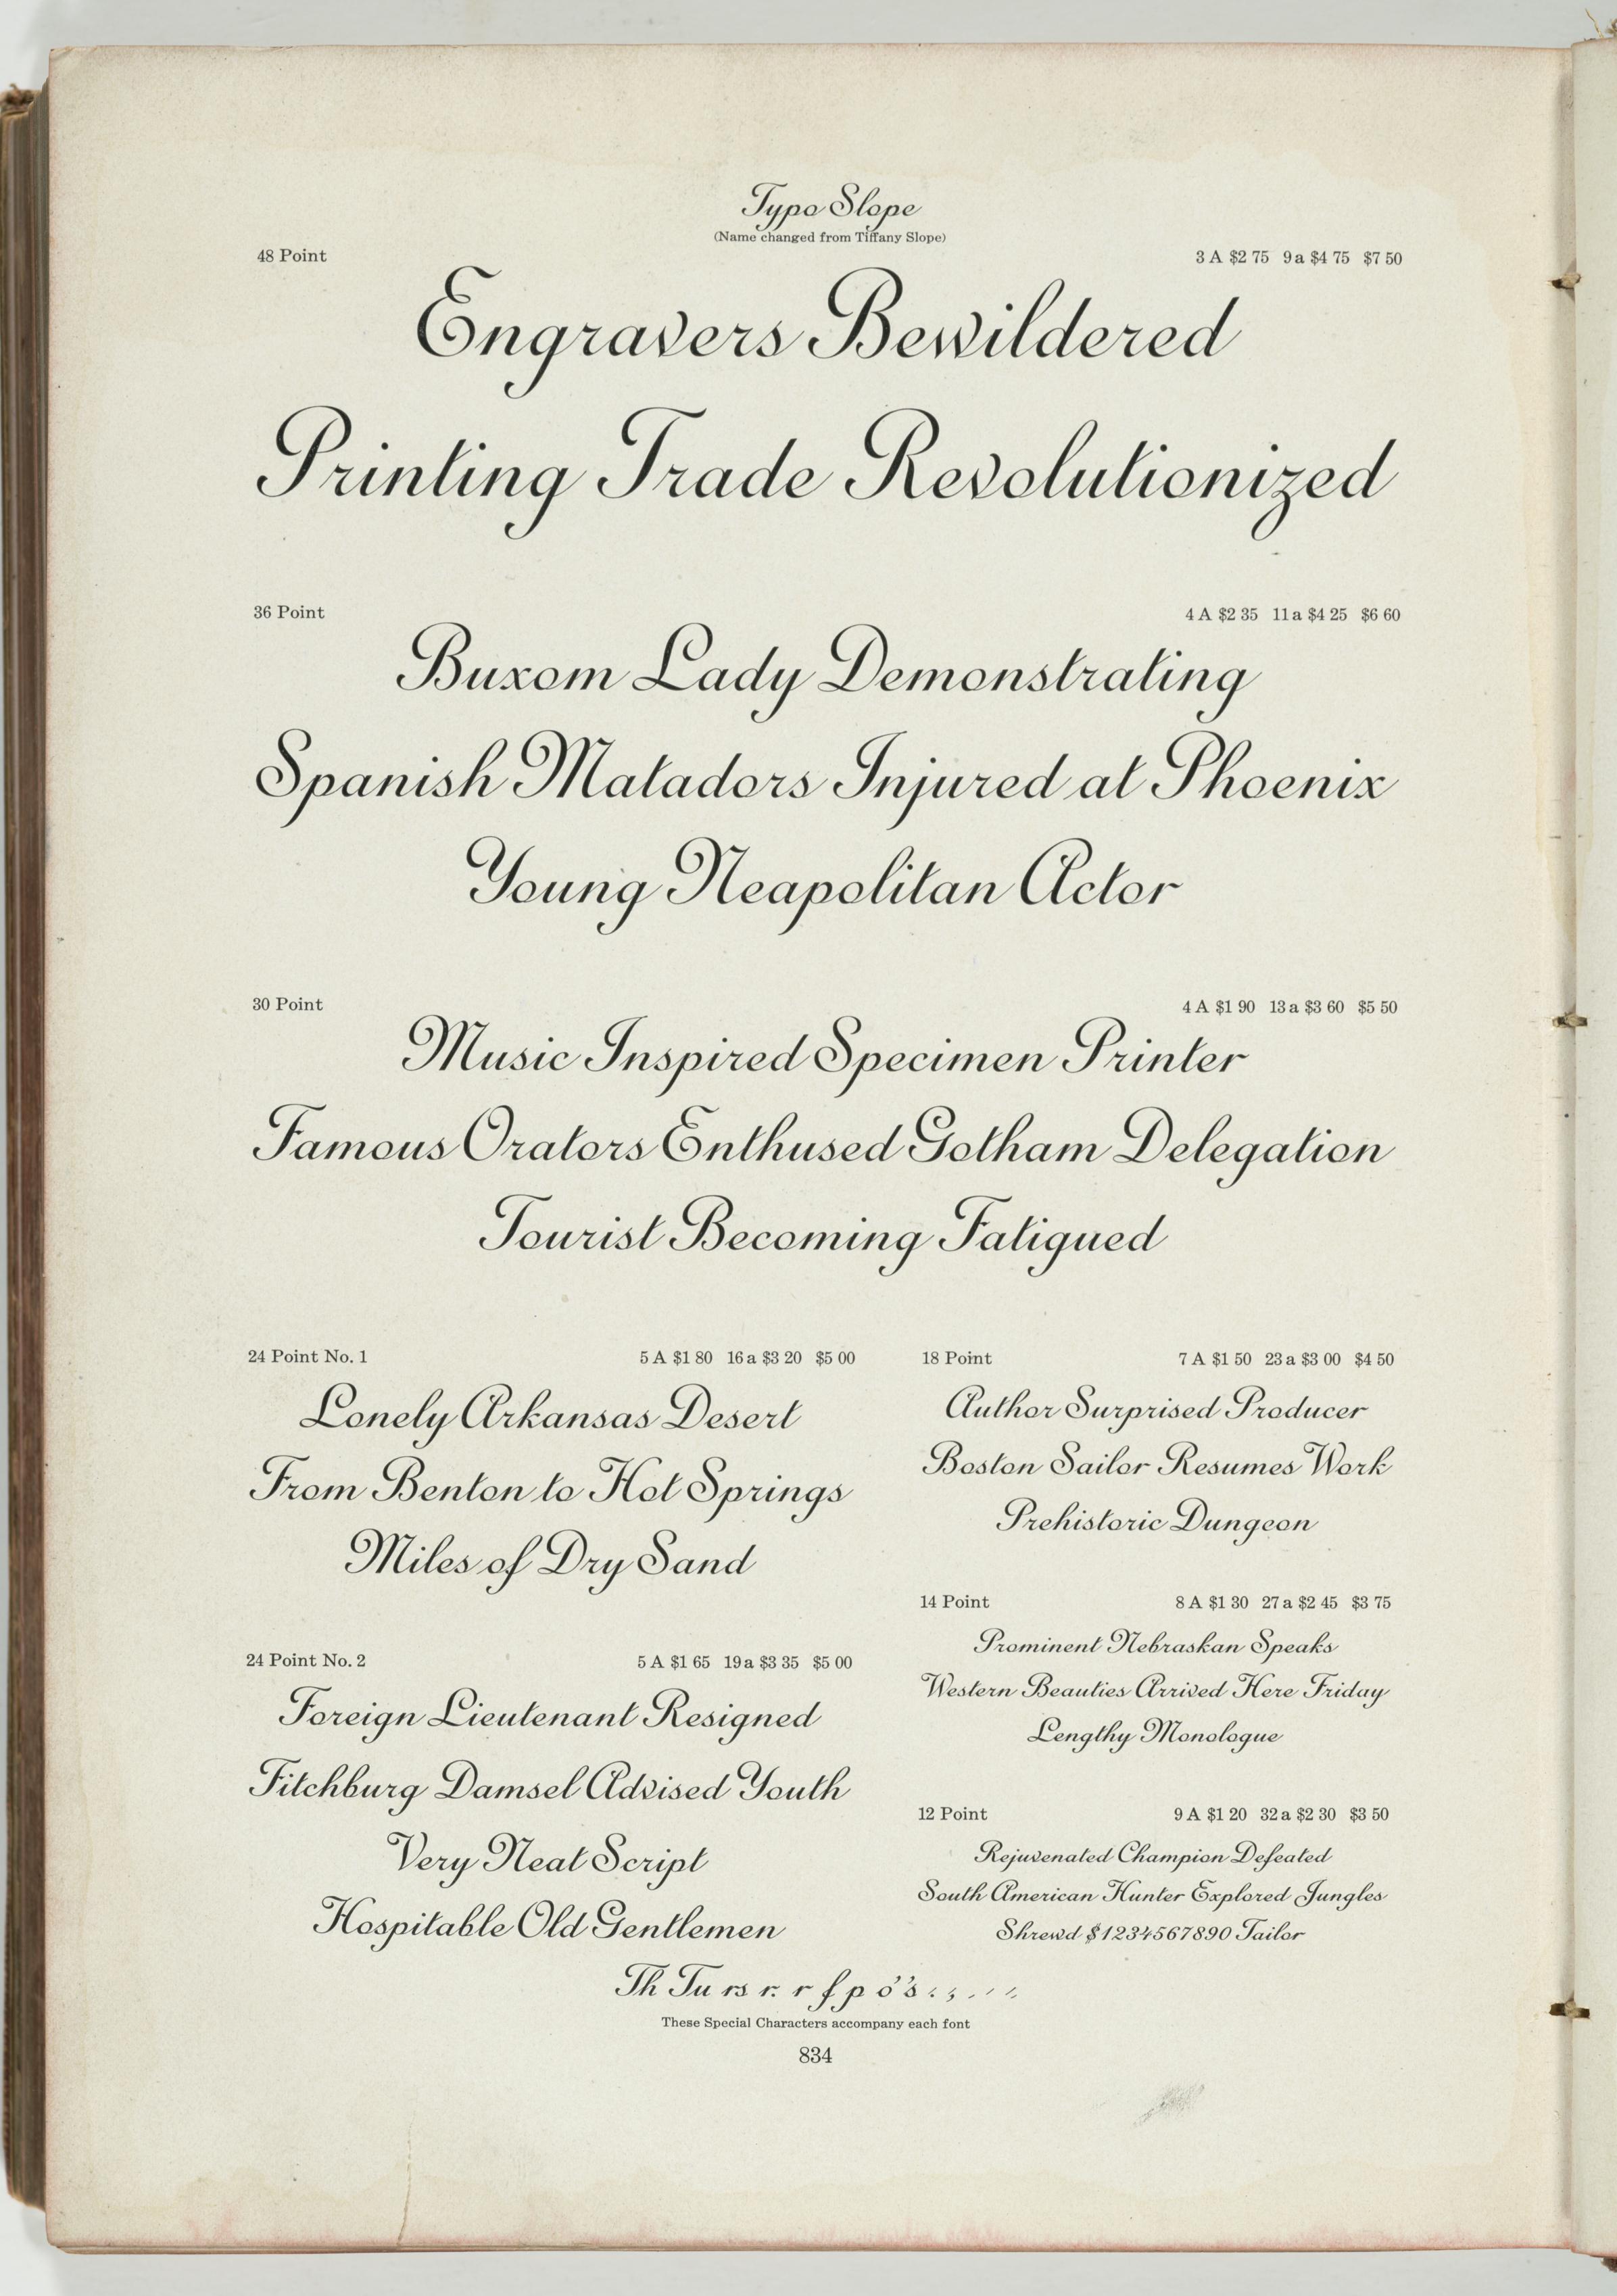 Typo Slope
(Name changed from Tiffany Slope)
48 Point
3 A $2 75 9 a $4 75 $7 50
Engravers Bewildered
Printing Trade Revolutionized
36 Point
4 A $2 35 11 a $4 25 $6 60
Buxom Lady Demonstrating
Spanish Matadors Injured at Phoenix
Young Neapolitan Actor
30 Point
4 A $1 90 13 a $3 60 $5 50
Music Inspired Specimen Printer
Famous Orators Enthused Gotham Delegation
Tourist Becoming Fatigued
24 Point No. 1
5 A $1 80 16 a $3 20 $5 00
Lonely Arkansas Desert
From Benton to Hot Springs
Miles of Dry Sand
24 Point No. 2
5 A $1 65 19 a $3 35 $5 00
Foreign Lieutenant Resigned
Fitchburg Damsel Advised Youth
Very Neat Script
Hospitable Old Gentlemen
18 Point
7 A $1 50 23 a $3 00 $4 50
Author Surprised Producer
Boston Sailor Resumes Work
Prehistoric Dungeon
14 Point
8 A $1 30 27 a $2 45 $3 75
Prominent Nebraskan Speaks
Western Beauties Arrived Here Friday
Lengthy Monologue
12 Point
9 A $1 20 32 a $2 30 $3 50
Rejuvenated Champion Defeated
South American Hunter Explored Jungles
Shrewd $1234567890 Tailor
Th Tu rs r. r f p o's
These Special Characters accompany each font
834